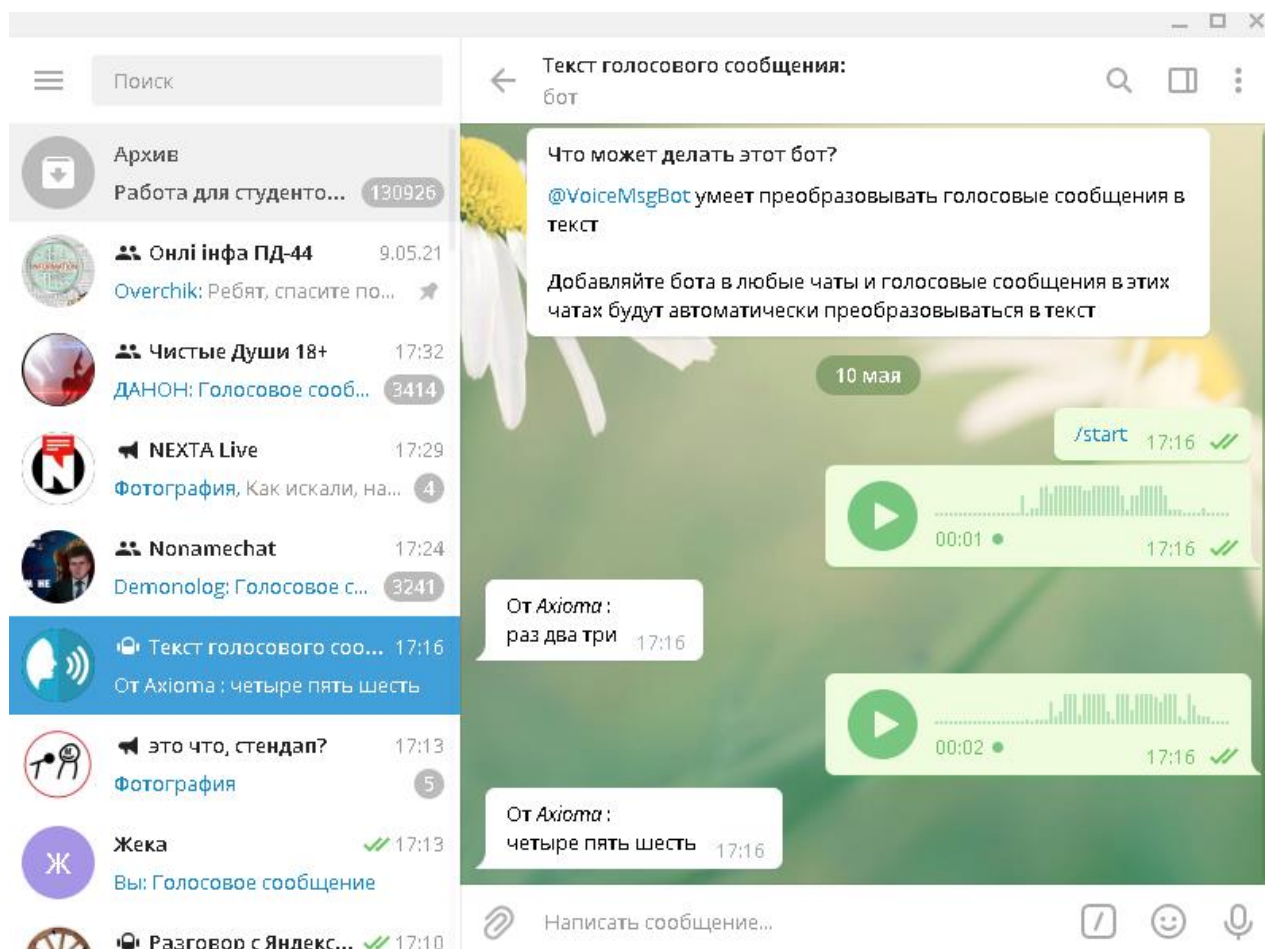 Поиск
Архив
Работа для студенто... 130926
Онлі інфа ПД-44 9.05.21
Overchik: Ребят, спасите по...
Чистые Души 18+ 17:32
ДАНОН: Голосовое сооб... 3414
NEXTA Live 17:29
Фотография, Как искали, на... 4
Nonamechat 17:24
Demonolog: Голосовое с... 3241
Текст голосового соо... 17:16
От Axioma : четыре пять шесть
это что, стендап? 17:13
Фотография 5
Ж
Жека 17:13
Вы: Голосовое сообщение
Разговор с Яндекс... 17:10
Текст голосового сообщения:
бот
Что может делать этот бот?
@VoiceMsgBot умеет преобразовывать голосовые сообщения в
текст
Добавляйте бота в любые чаты и голосовые сообщения в этих
чатах будут автоматически преобразовываться в текст
10 мая
/start 17:16
00:01 17:16
От Axioma :
раз два три 17:16
00:02 17:16
От Axioma :
четыре пять шесть 17:16
Написать сообщение...